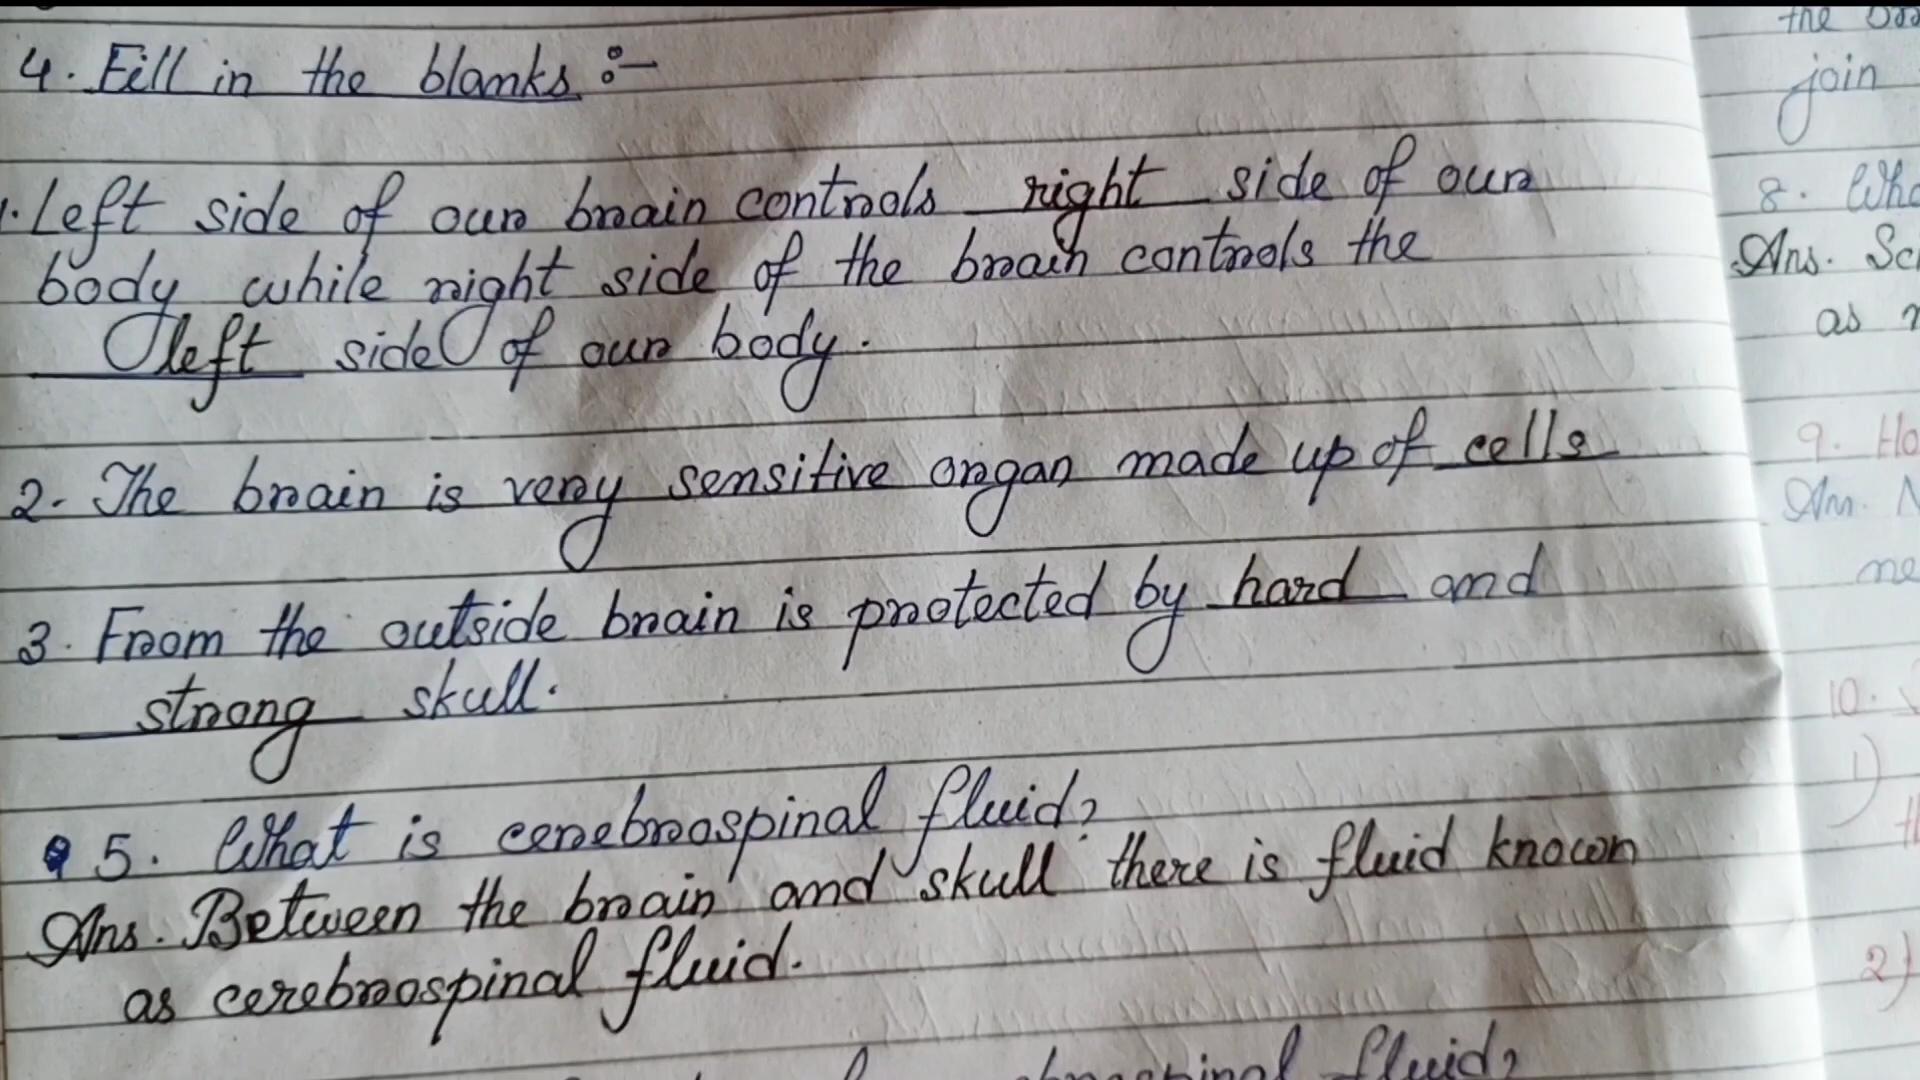 4. Fill in the blanks :-
1. Left side of our brain controls right side of our
body while right side of the brain controls the
left side of our body.
2. The brain is very sensitive organ made up of cells
3. From the outside brain is protected by hard and
strong skull.
5. What is cerebrospinal fluid?
Ans. Between the brain and skull there is fluid known
as cerebrospinal fluid.
fluid?
the
join
8.
Ans.
as
9.
Ans.
10.
1)
2)